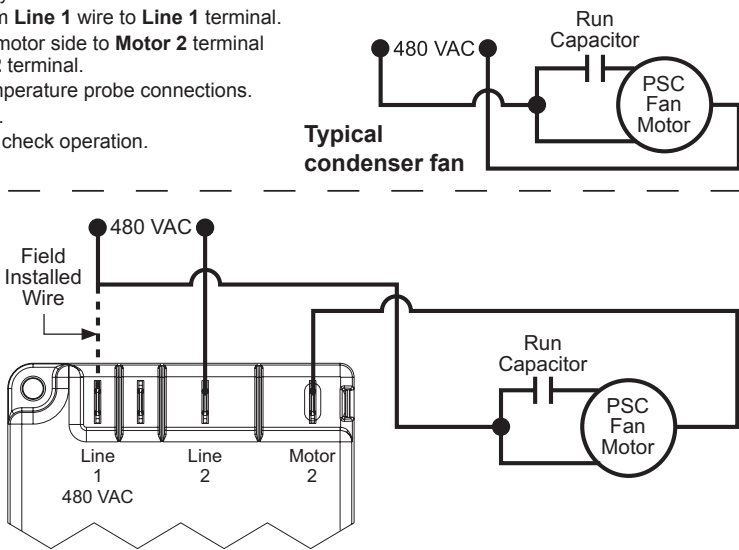 Line 1 wire to Line 1 terminal.
motor side to Motor 2 terminal
terminal.
temperature probe connections.
check operation.
480 VAC
Run
Capacitor
PSC
Fan
Motor
Typical
condenser fan
480 VAC
Field
Installed
Wire
Run
Capacitor
PSC
Fan
Motor
Line
1
480 VAC
Line
2
Motor
2